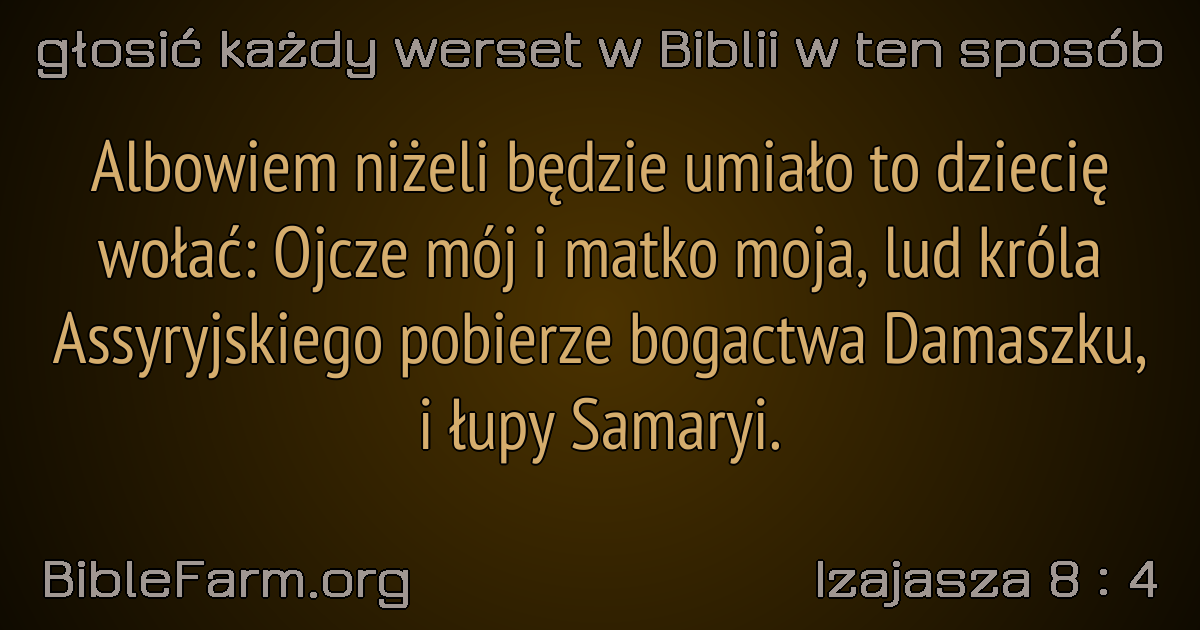 głosić każdy werset w Biblii w ten sposób
Albowiem niżeli będzie umiało to dziecię
wołać: Ojcze mój i matko moja, lud króla
Assyryjskiego pobierze bogactwa Damaszku,
i łupy Samaryi.
BibleFarm.org
Izajasza 8 : 4